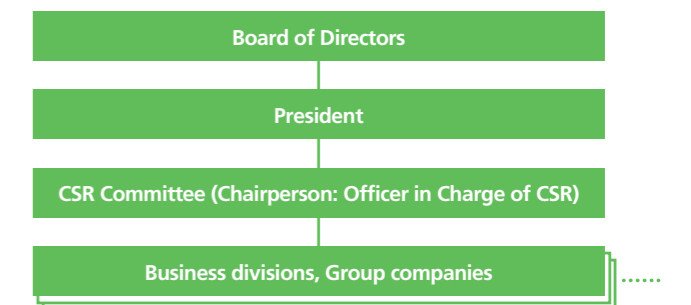 Board of Directors
President
CSR Committee (Chairperson: Officer in Charge of CSR)
Business divisions, Group companies ......